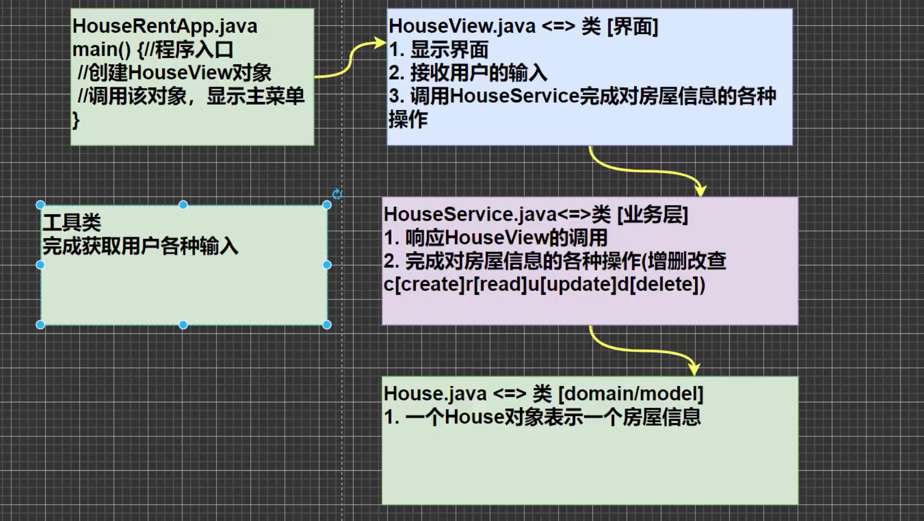 HouseRentApp.java
main() {//程序入口
//创建HouseView对象
//调用该对象，显示主菜单
}
HouseView.java <=> 类 [界面]
1. 显示界面
2. 接收用户的输入
3. 调用HouseService完成对房屋信息的各种
操作
工具类
完成获取用户各种输入
HouseService.java<=>类 [业务层]
1. 响应HouseView的调用
2. 完成对房屋信息的各种操作(增删改查
c[create]r[read]u[update]d[delete])
House.java <=> 类 [domain/model]
1. 一个House对象表示一个房屋信息